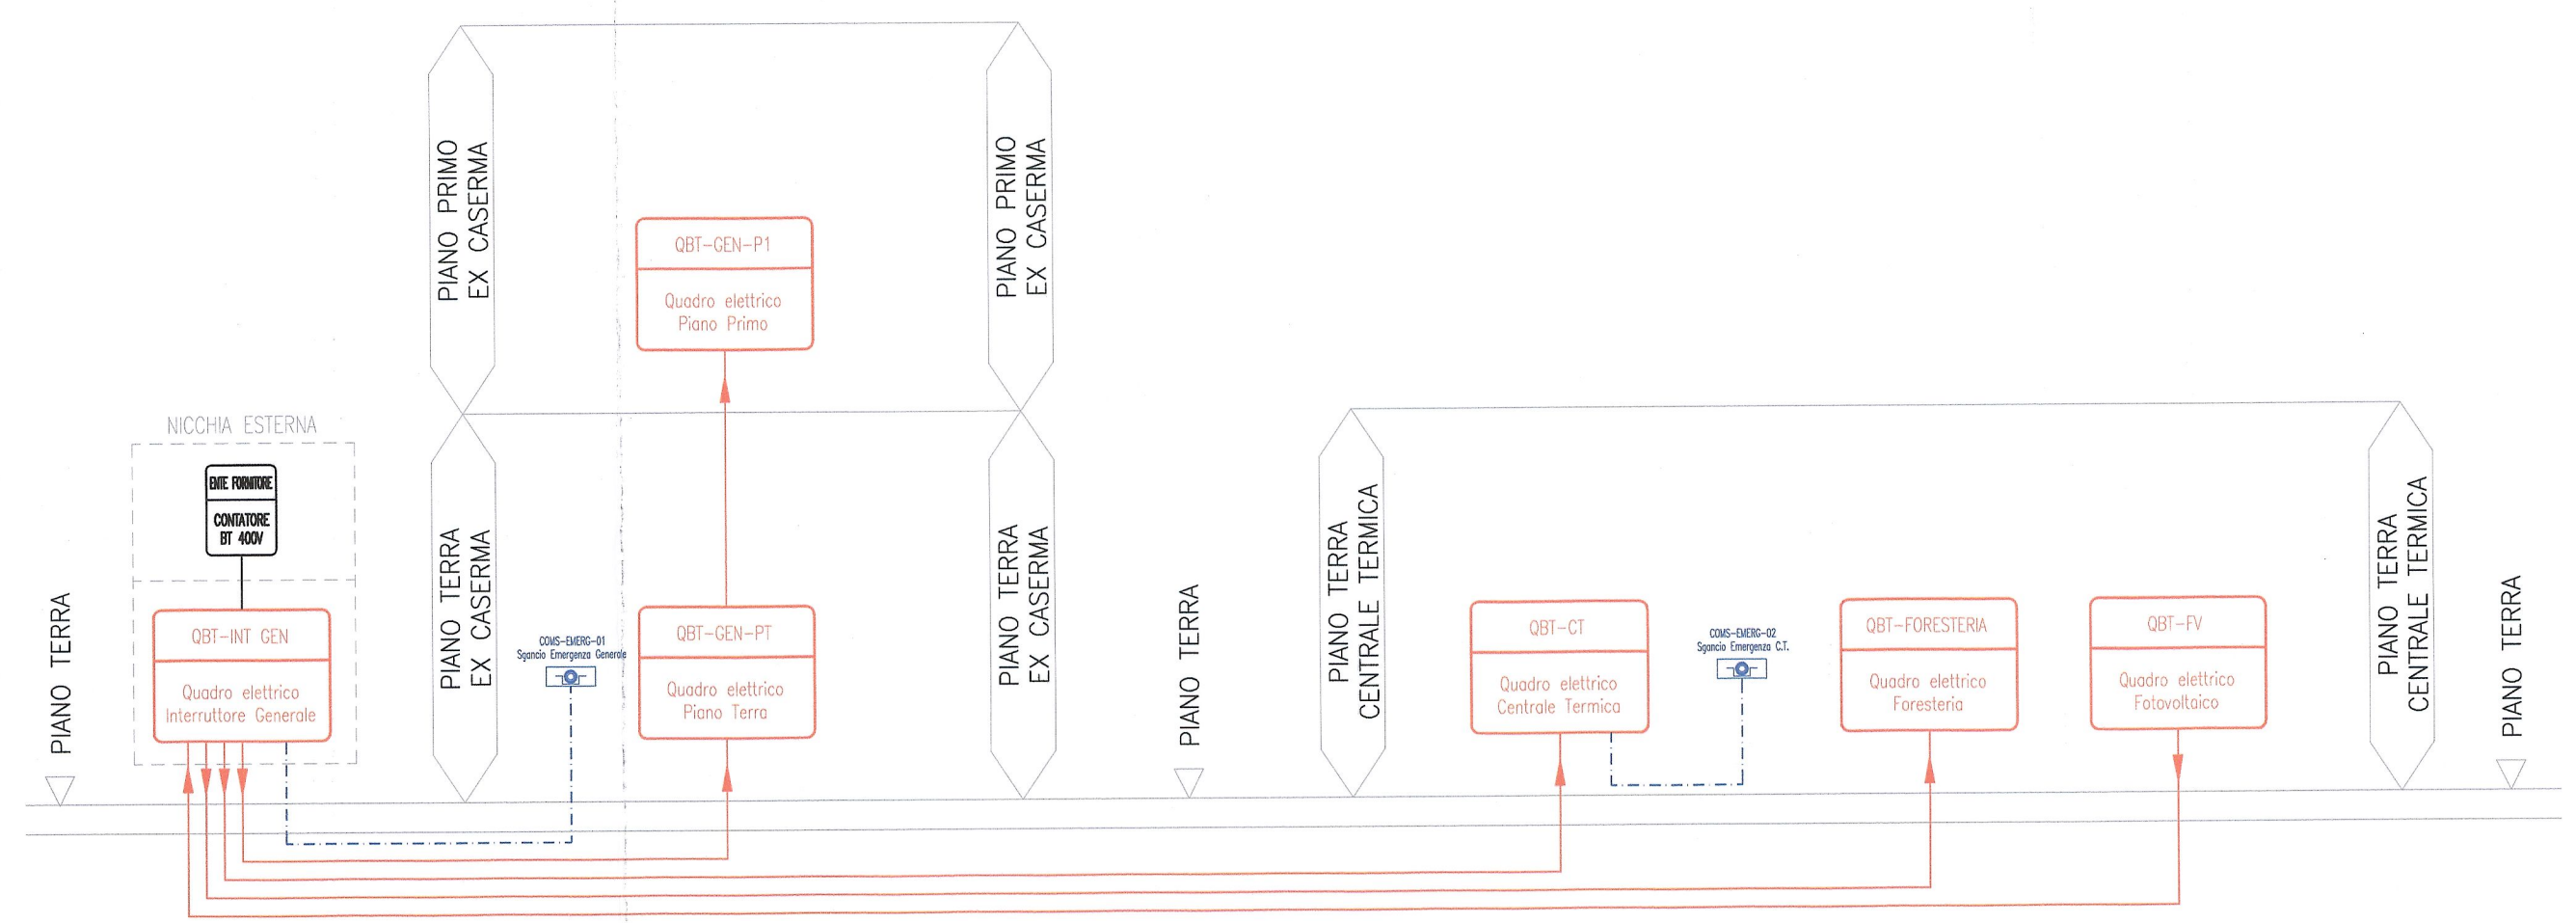 PIANO PRIMO
EX CASERMA
PIANO PRIMO
EX CASERMA
QBT-GEN-P1
Quadro elettrico
Piano Primo
NICCHIA ESTERNA
ENTE FORNITORE
CONTATORE
BT 400V
PIANO TERRA
QBT-INT GEN
Quadro elettrico
Interruttore Generale
PIANO TERRA
EX CASERMA
COMS-EMERG-01
Sgancio Emergenza Generale
QBT-GEN-PT
Quadro elettrico
Piano Terra
PIANO TERRA
EX CASERMA
PIANO TERRA
PIANO TERRA
CENTRALE TERMICA
QBT-CT
Quadro elettrico
Centrale Termica
COMS-EMERG-02
Sgancio Emergenza C.T.
QBT-FORESTERIA
Quadro elettrico
Foresteria
QBT-FV
Quadro elettrico
Fotovoltaico
PIANO TERRA
CENTRALE TERMICA
PIANO TERRA